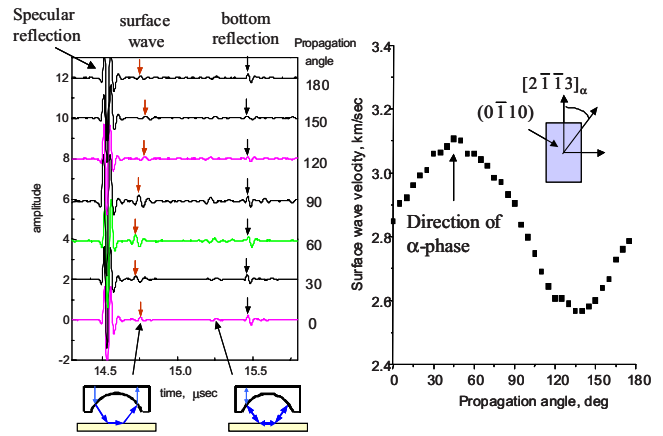 Specular
reflection
surface
wave
bottom
reflection
Propagation
angle
180
150
120
90
60
30
0
12
10
8
6
4
2
0
-2
amplitude
14.5
15.0
15.5
time, μsec
3.4
3.2
3.0
2.8
2.6
2.4
Surface wave velocity, km/sec
[2 1̅ 1̅ 3]α
(0 1̅ 10)
Direction of
α-phase
0
30
60
90
120
150
180
Propagation angle, deg